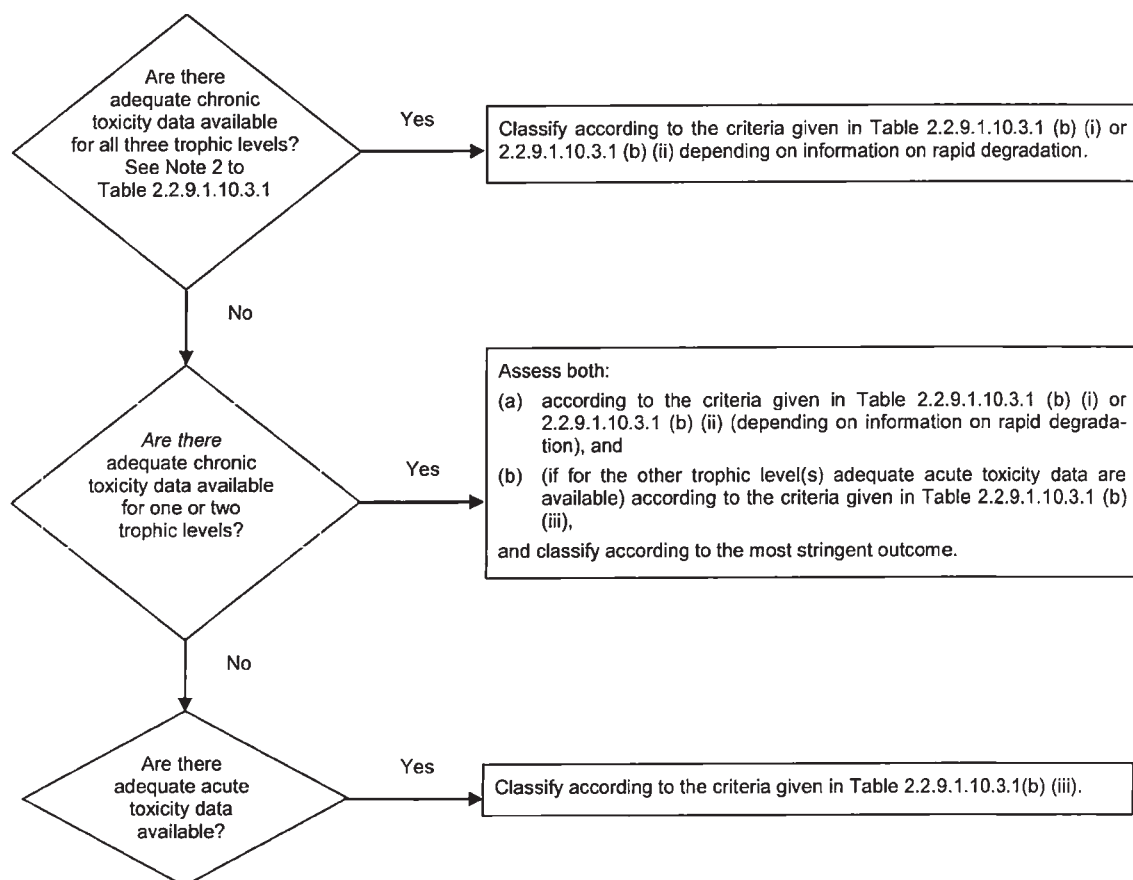 Are there
adequate chronic
toxicity data available
for all three trophic levels?
See Note 2 to
Table 2.2.9.1.10.3.1
Yes
Classify according to the criteria given in Table 2.2.9.1.10.3.1 (b) (i) or
2.2.9.1.10.3.1 (b) (ii) depending on information on rapid degradation.
No
Are there
adequate chronic
toxicity data available
for one or two
trophic levels?
Yes
Assess both:
(a) according to the criteria given in Table 2.2.9.1.10.3.1 (b) (i) or
2.2.9.1.10.3.1 (b) (ii) (depending on information on rapid degrada-
tion), and
(b) (if for the other trophic level(s) adequate acute toxicity data are
available) according to the criteria given in Table 2.2.9.1.10.3.1 (b)
(iii),
and classify according to the most stringent outcome.
No
Are there
adequate acute
toxicity data
available?
Yes
Classify according to the criteria given in Table 2.2.9.1.10.3.1(b) (iii).